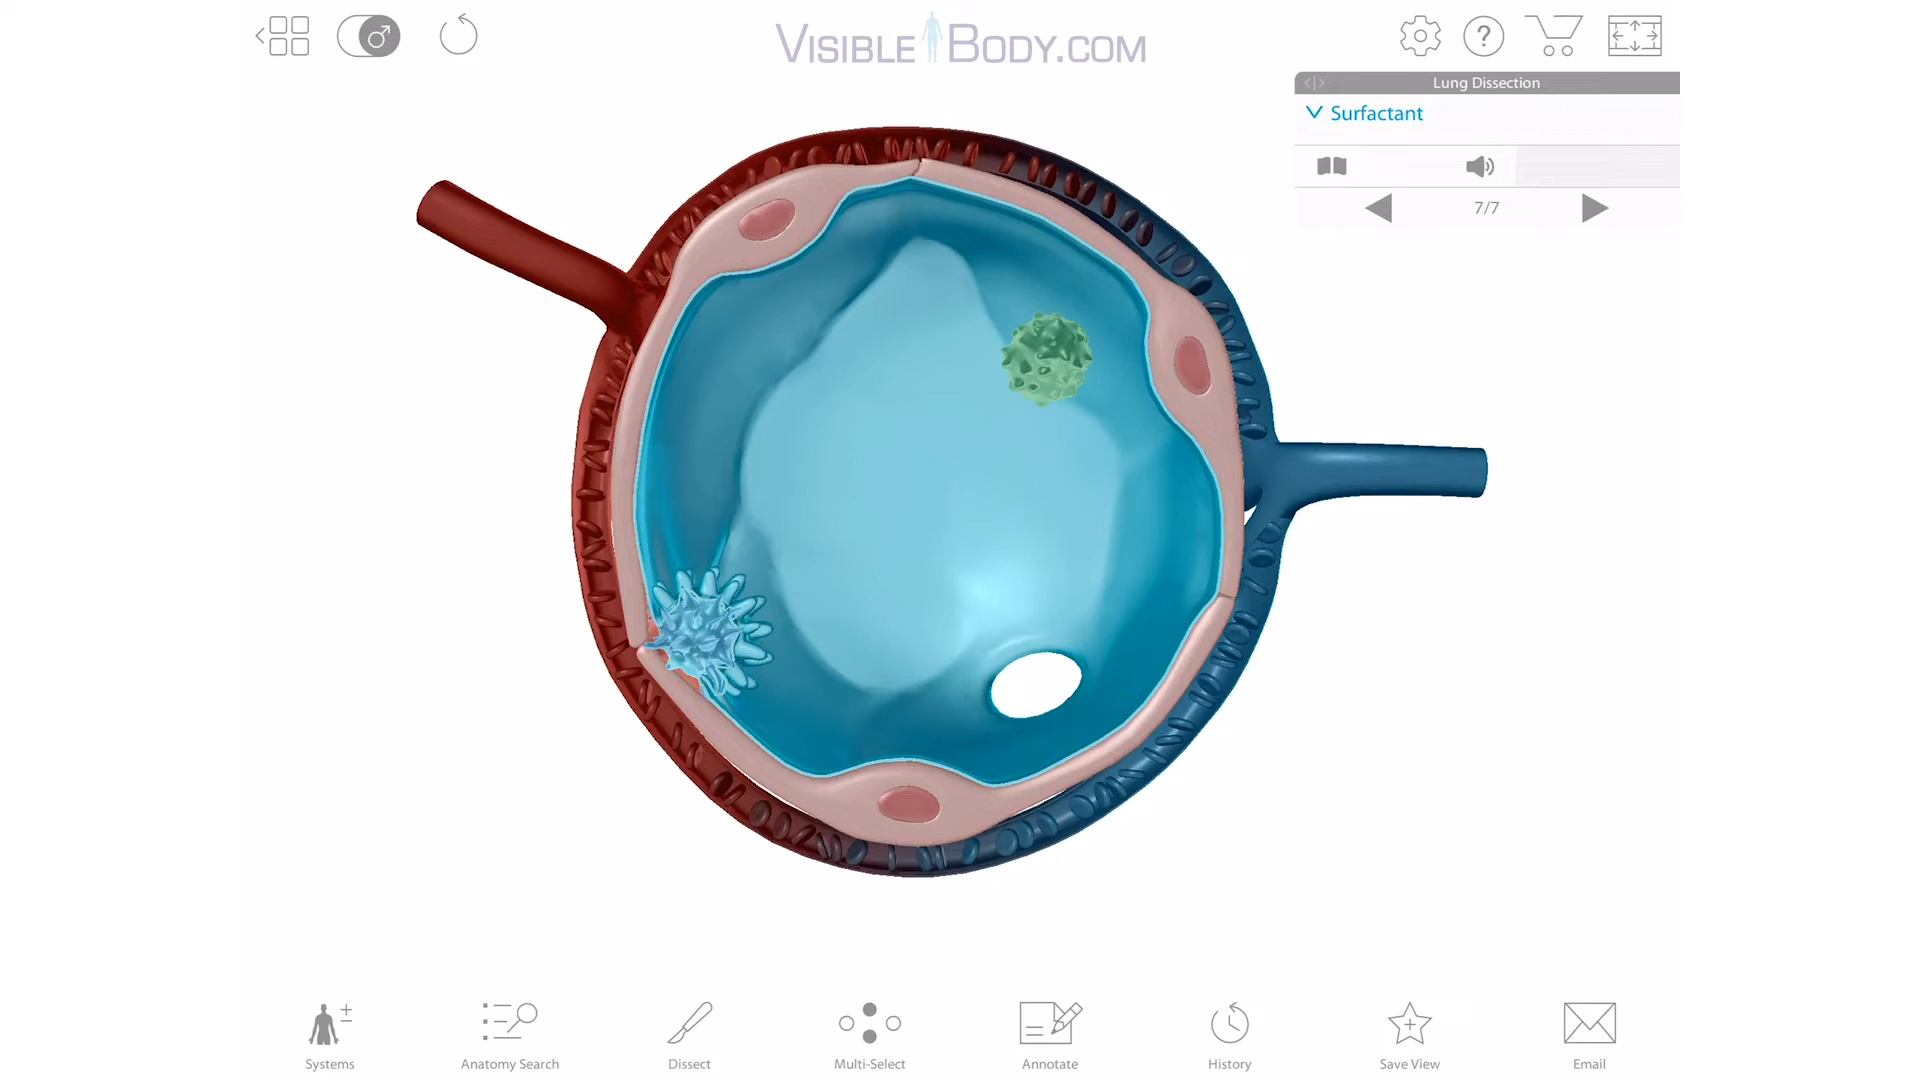 VISIBLE BODY.COM
?
Lung Dissection
Surfactant
7/7
Systems
Anatomy Search
Dissect
Multi-Select
Annotate
History
Save View
Email